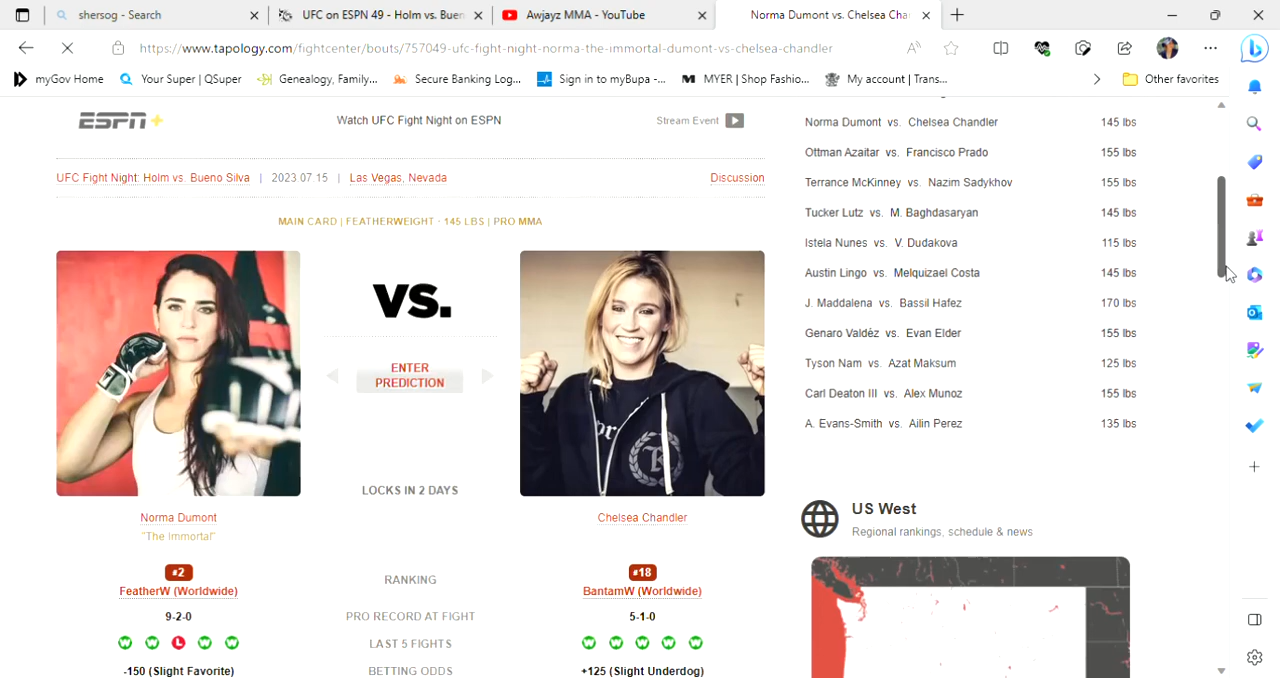 shersog - Search
UFC on ESPN 49 - Holm vs. Buen
Awjayz MMA - YouTube
Norma Dumont vs. Chelsea Cha
https://www.tapology.com/fightcenter/bouts/757049-ufc-fight-night-norma-the-immortal-dumont-vs-chelsea-chandler
myGov Home
Your Super | QSuper
Genealogy, Family,...
Secure Banking Log...
Sign in to myBupa -...
MYER | Shop Fashio...
My account | Trans...
Other favorites
ESPN+
Watch UFC Fight Night on ESPN
Stream Event
UFC Fight Night: Holm vs. Bueno Silva | 2023 07 15 | Las Vegas, Nevada
Discussion
MAIN CARD | FEATHERWEIGHT · 145 LBS | PRO MMA
VS.
ENTER
PREDICTION
LOCKS IN 2 DAYS
Norma Dumont
"The Immortal"
Chelsea Chandler
#2 RANKING #18
FeatherW (Worldwide) BantamW (Worldwide)
9-2-0 PRO RECORD AT FIGHT 5-1-0
W W L W W LAST 5 FIGHTS W W W W W
-150 (Slight Favorite) BETTING ODDS +125 (Slight Underdog)
Norma Dumont vs. Chelsea Chandler 145 lbs
Ottman Azaitar vs. Francisco Prado 155 lbs
Terrance McKinney vs. Nazim Sadykhov 155 lbs
Tucker Lutz vs. M. Baghdasaryan 145 lbs
Istela Nunes vs. V. Dudakova 115 lbs
Austin Lingo vs. Melquizael Costa 145 lbs
J. Maddalena vs. Bassil Hafez 170 lbs
Genaro Valdéz vs. Evan Elder 155 lbs
Tyson Nam vs. Azat Maksum 125 lbs
Carl Deaton III vs. Alex Munoz 155 lbs
A. Evans-Smith vs. Ailin Perez 135 lbs
US West
Regional rankings, schedule & news